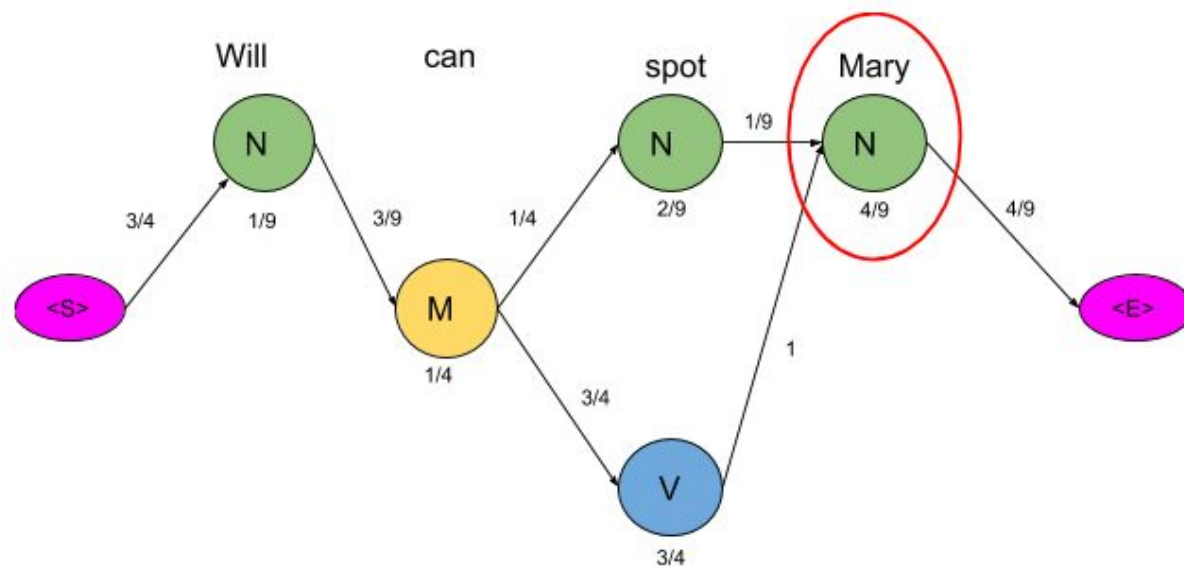 Will can spot Mary
N N N
1/9
3/4 1/9 3/9 1/4 2/9 4/9 4/9
<S> M <E>
1/4 1
3/4
V
3/4